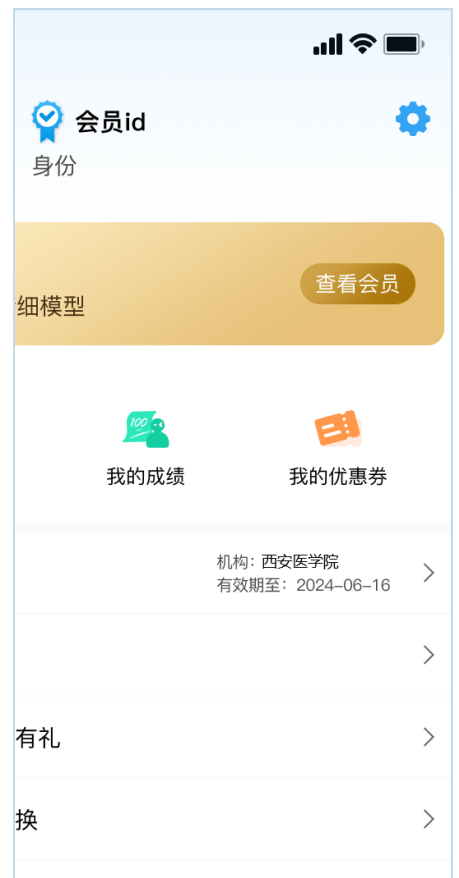 会员id
身份
查看会员
细模型
100
我的成绩
我的优惠券
机构：西安医学院
有效期至：2024-06-16
有礼
换